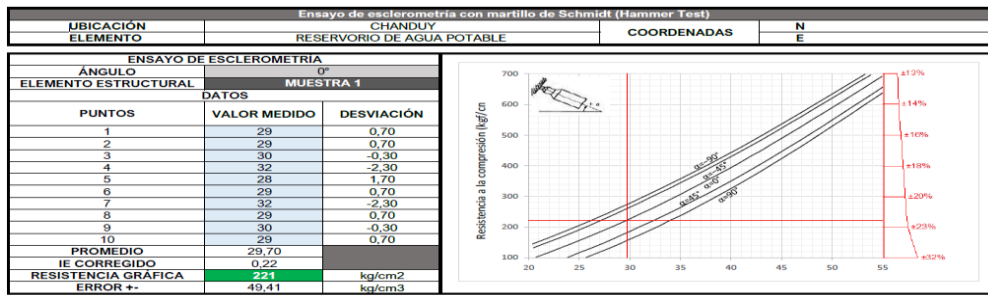 Ensayo de esclerometría con martillo de Schmidt (Hammer Test)
UBICACIÓN CHANDUY COORDENADAS N
ELEMENTO RESERVORIO DE AGUA POTABLE E
ENSAYO DE ESCLEROMETRÍA
ÁNGULO 0°
ELEMENTO ESTRUCTURAL MUESTRA 1
DATOS
PUNTOS VALOR MEDIDO DESVIACIÓN
1 29 0,70
2 29 0,70
3 30 -0,30
4 32 -2,30
5 28 1,70
6 29 0,70
7 32 -2,30
8 29 0,70
9 30 -0,30
10 29 0,70
PROMEDIO 29,70
IE CORREGIDO 0,22
RESISTENCIA GRÁFICA 221 kg/cm2
ERROR +- 49,41 kg/cm3
Resistencia a la compresión (kg/(cm
700
600
500
400
300
200
100
20 25 30 35 40 45 50 55
α=-90°
α=-45°
α=0°
α=45°
α=90°
±13%
±14%
±16%
±18%
±20%
±23%
±32%